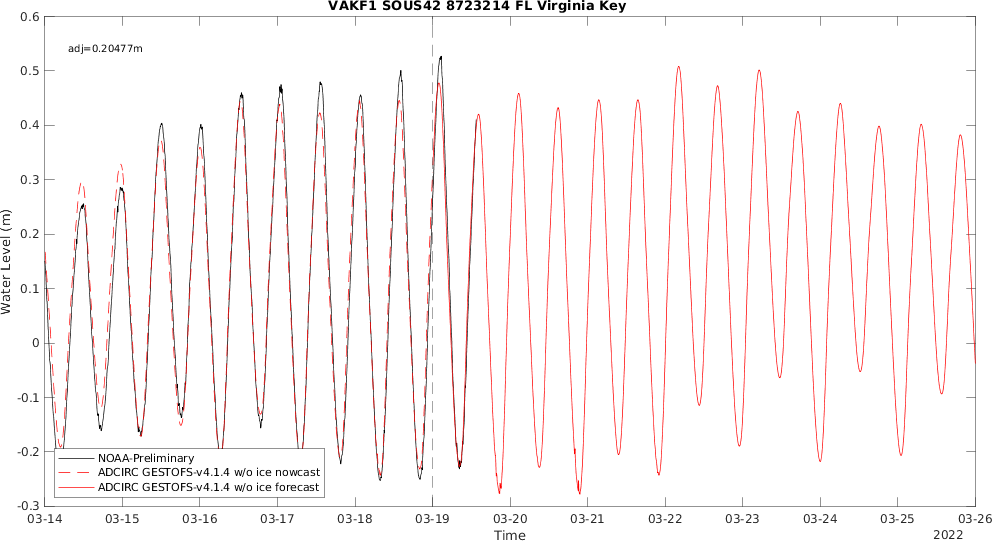 VAKF1 SOUS42 8723214 FL Virginia Key
adj=0.20477m
0.6
0.5
0.4
0.3
0.2
0.1
0
-0.1
-0.2
-0.3
Water Level (m)
NOAA-Preliminary
ADCIRC GESTOFS-v4.1.4 w/o ice nowcast
ADCIRC GESTOFS-v4.1.4 w/o ice forecast
03-14 03-15 03-16 03-17 03-18 03-19 03-20 03-21 03-22 03-23 03-24 03-25 03-26
Time
2022